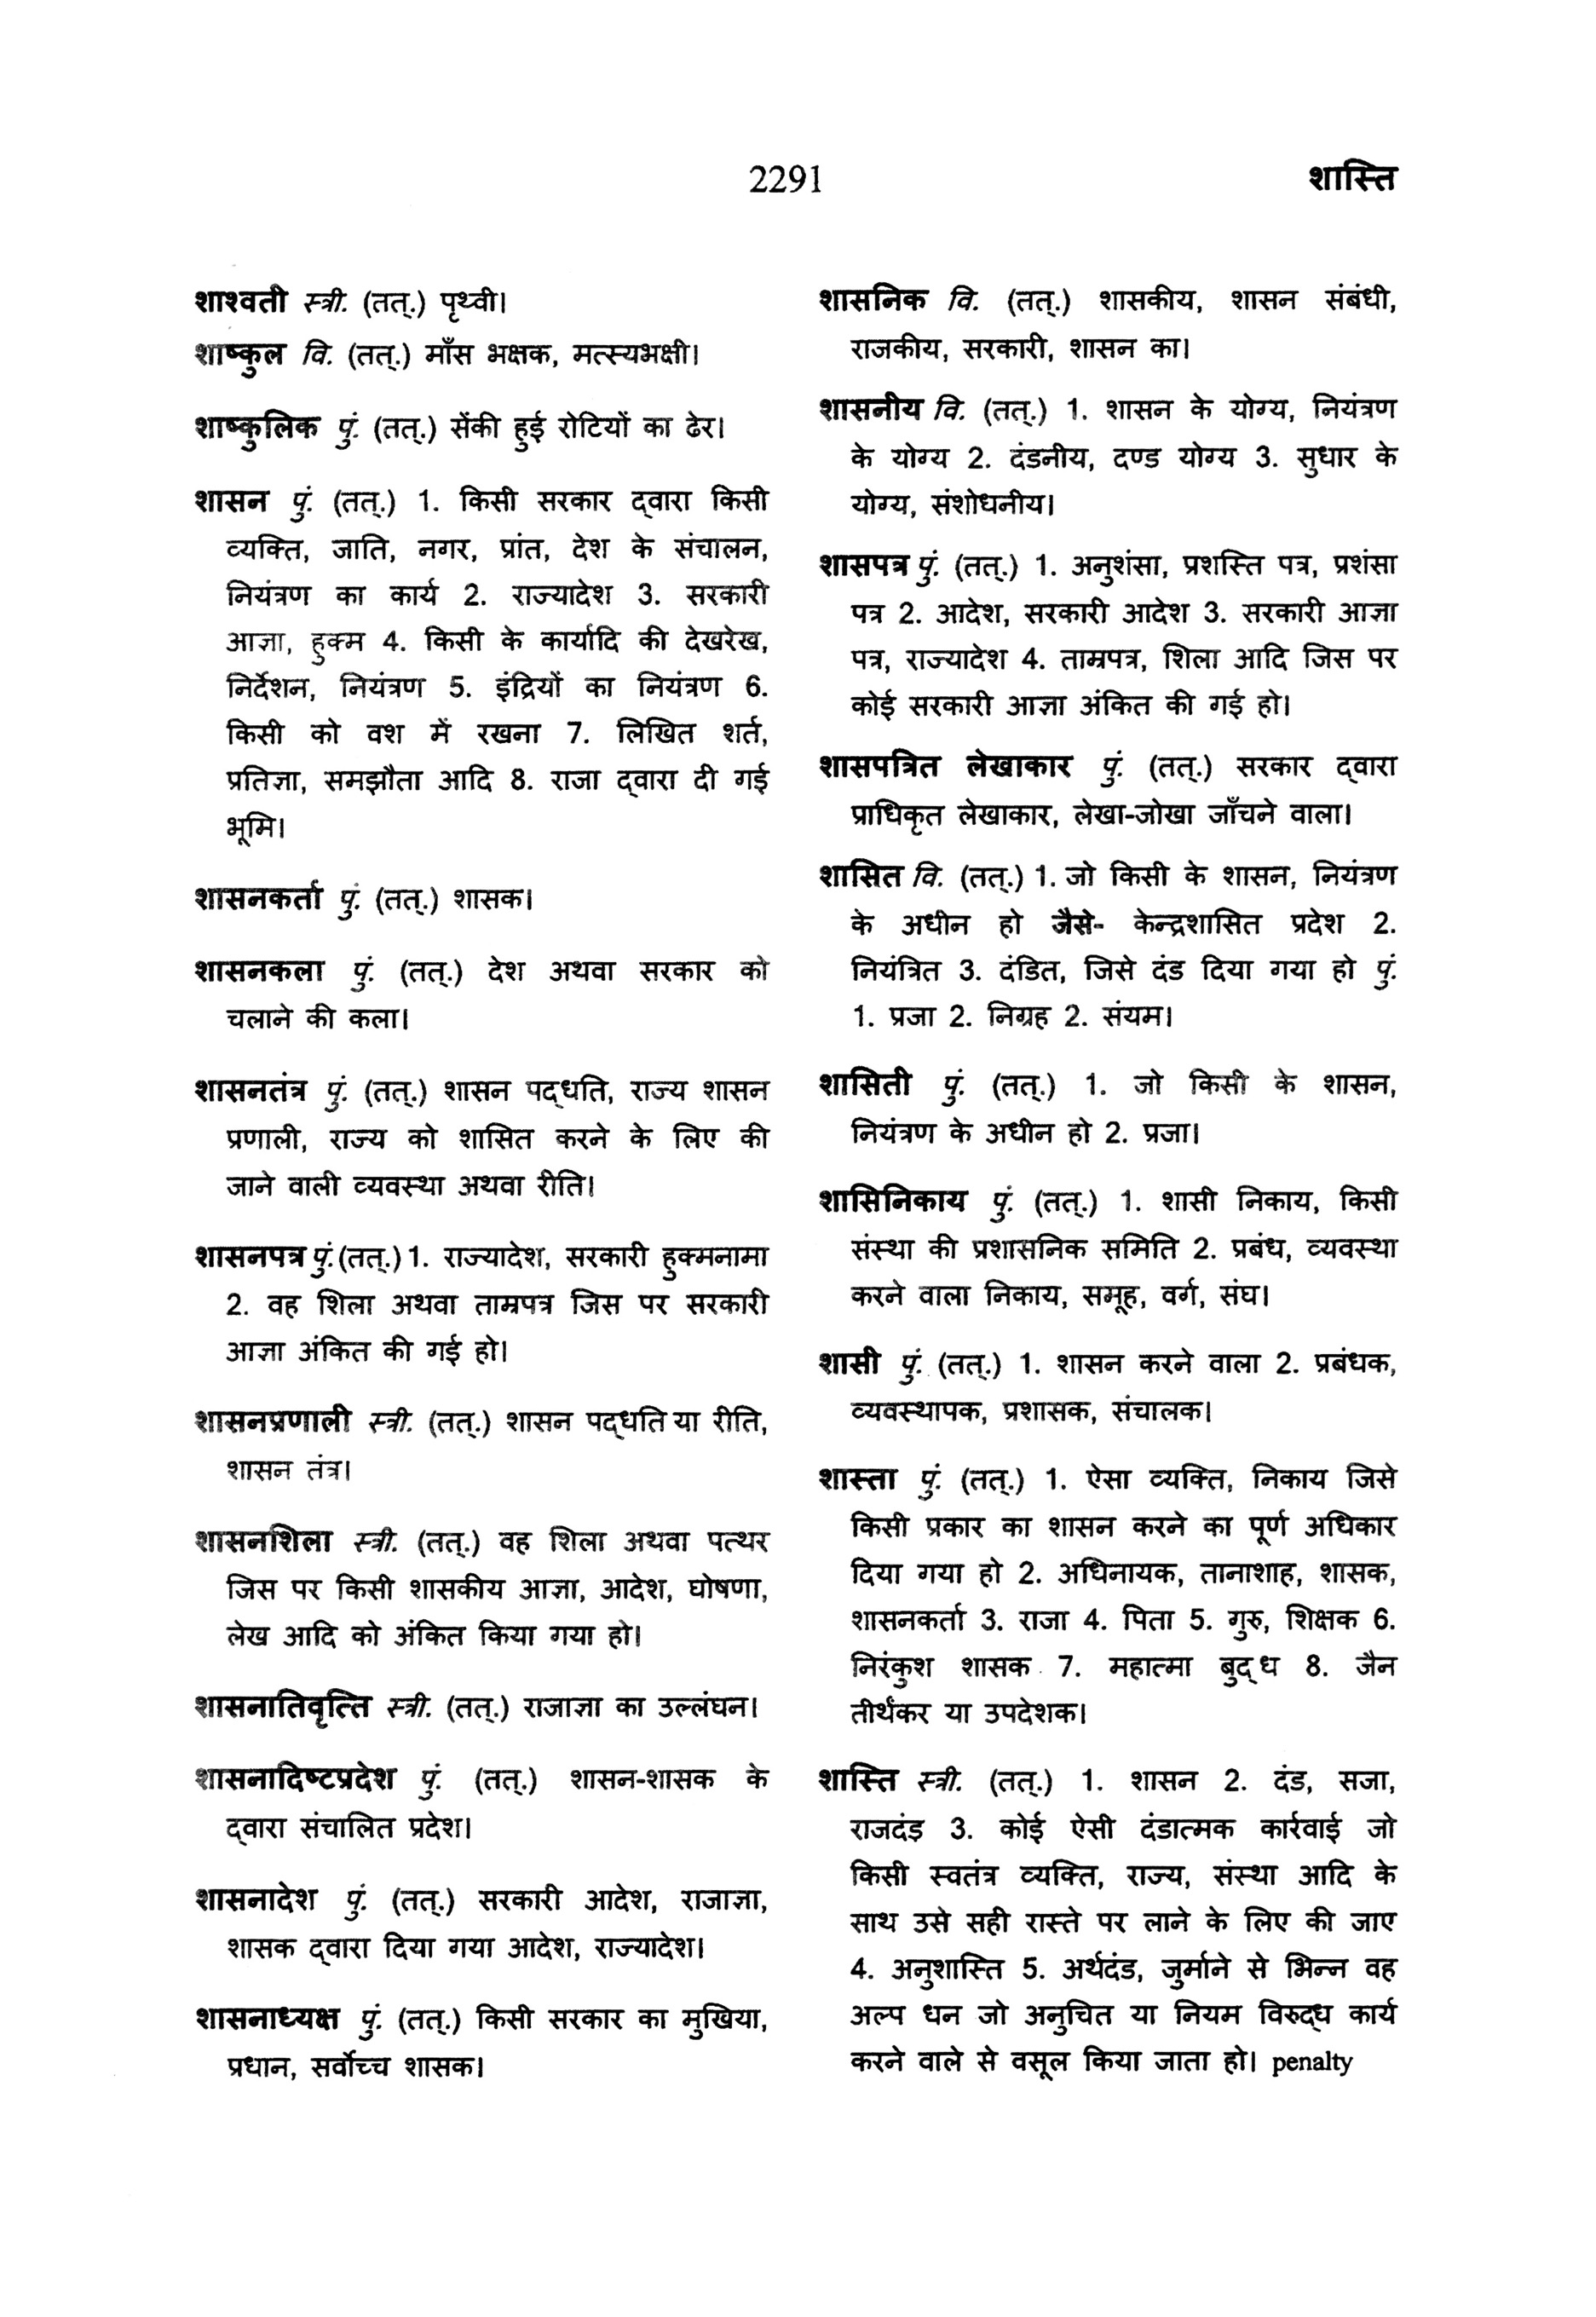 2291
शास्ति
शाश्वती स्त्री. (तत्.) पृथ्वी।
शाष्कुल वि. (तत्.) माँस भक्षक, मत्स्यभक्षी।
शाष्कुलिक पुं. (तत्.) सेंकी हुई रोटियों का ढेर।
शासन पुं. (तत्.) 1. किसी सरकार द्वारा किसी
व्यक्ति, जाति, नगर, प्रांत, देश के संचालन,
नियंत्रण का कार्य 2. राज्यादेश 3. सरकारी
आज्ञा, हुक्म 4. किसी के कार्यादि की देखरेख,
निर्देशन, नियंत्रण 5. इंद्रियों का नियंत्रण 6.
किसी को वश में रखना 7. लिखित शर्त,
प्रतिज्ञा, समझौता आदि 8. राजा द्वारा दी गई
भूमि।
शासनकर्ता पुं. (तत्.) शासक।
शासनकला पुं. (तत्.) देश अथवा सरकार को
चलाने की कला।
शासनतंत्र पुं. (तत्.) शासन पद्धति, राज्य शासन
प्रणाली, राज्य को शासित करने के लिए की
जाने वाली व्यवस्था अथवा रीति।
शासनपत्र पुं.(तत्.)1. राज्यादेश, सरकारी हुक्मनामा
2. वह शिला अथवा ताम्रपत्र जिस पर सरकारी
आज्ञा अंकित की गई हो।
शासनप्रणाली स्त्री. (तत्.) शासन पद्धति या रीति,
शासन तंत्र।
शासनशिला स्त्री. (तत्.) वह शिला अथवा पत्थर
जिस पर किसी शासकीय आज्ञा, आदेश, घोषणा,
लेख आदि को अंकित किया गया हो।
शासनातिवृत्ति स्त्री. (तत्.) राजाज्ञा का उल्लंघन।
शासनादिष्टप्रदेश पुं. (तत्.) शासन-शासक के
द्वारा संचालित प्रदेश।
शासनादेश पुं. (तत्.) सरकारी आदेश, राजाज्ञा,
शासक द्वारा दिया गया आदेश, राज्यादेश।
शासनाध्यक्ष पुं. (तत्.) किसी सरकार का मुखिया,
प्रधान, सर्वोच्च शासक।
शासनिक वि. (तत्.) शासकीय, शासन संबंधी,
राजकीय, सरकारी, शासन का।
शासनीय वि. (तत्.) 1. शासन के योग्य, नियंत्रण
के योग्य 2. दंडनीय, दण्ड योग्य 3. सुधार के
योग्य, संशोधनीय।
शासपत्र पुं. (तत्.) 1. अनुशंसा, प्रशस्ति पत्र, प्रशंसा
पत्र 2. आदेश, सरकारी आदेश 3. सरकारी आज्ञा
पत्र, राज्यादेश 4. ताम्रपत्र, शिला आदि जिस पर
कोई सरकारी आज्ञा अंकित की गई हो।
शासपत्रित लेखाकार पुं. (तत्.) सरकार द्वारा
प्राधिकृत लेखाकार, लेखा-जोखा जाँचने वाला।
शासित वि. (तत्.) 1. जो किसी के शासन, नियंत्रण
के अधीन हो जैसे- केन्द्रशासित प्रदेश 2.
नियंत्रित 3. दंडित, जिसे दंड दिया गया हो पुं.
1. प्रजा 2. निग्रह 2. संयम।
शासिती पुं. (तत्.) 1. जो किसी के शासन,
नियंत्रण के अधीन हो 2. प्रजा।
शासिनिकाय पुं. (तत्.) 1. शासी निकाय, किसी
संस्था की प्रशासनिक समिति 2. प्रबंध, व्यवस्था
करने वाला निकाय, समूह, वर्ग, संघ।
शासी पुं. (तत्.) 1. शासन करने वाला 2. प्रबंधक,
व्यवस्थापक, प्रशासक, संचालक।
शास्ता पुं. (तत्.) 1. ऐसा व्यक्ति, निकाय जिसे
किसी प्रकार का शासन करने का पूर्ण अधिकार
दिया गया हो 2. अधिनायक, तानाशाह, शासक,
शासनकर्ता 3. राजा 4. पिता 5. गुरु, शिक्षक 6.
निरंकुश शासक 7. महात्मा बुद्ध 8. जैन
तीर्थंकर या उपदेशक।
शास्ति स्त्री. (तत्.) 1. शासन 2. दंड, सजा,
राजदंड 3. कोई ऐसी दंडात्मक कार्रवाई जो
किसी स्वतंत्र व्यक्ति, राज्य, संस्था आदि के
साथ उसे सही रास्ते पर लाने के लिए की जाए
4. अनुशास्ति 5. अर्थदंड, जुर्माने से भिन्न वह
अल्प धन जो अनुचित या नियम विरुद्ध कार्य
करने वाले से वसूल किया जाता हो। penalty